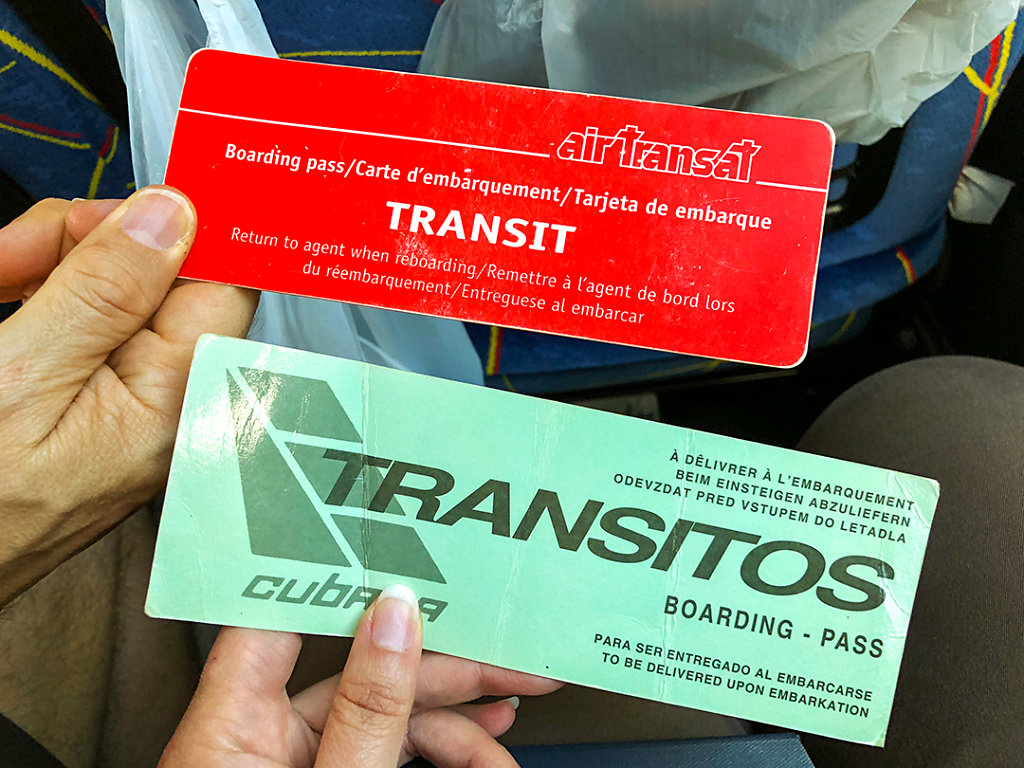 airtransat
Boarding pass/Carte d'embarquement/Tarjeta de embarque
TRANSIT
Return to agent when reboarding/Remettre à l'agent de bord lors
du réembarquement/Entreguese al embarcar
À DÉLIVRER À L'EMBARQUEMENT
BEIM EINSTEIGEN ABZULIEFERN
ODEVZDAT PRED VSTUPEM DO LETADLA
TRANSITOS
cubana
BOARDING - PASS
PARA SER ENTREGADO AL EMBARCARSE
TO BE DELIVERED UPON EMBARKATION